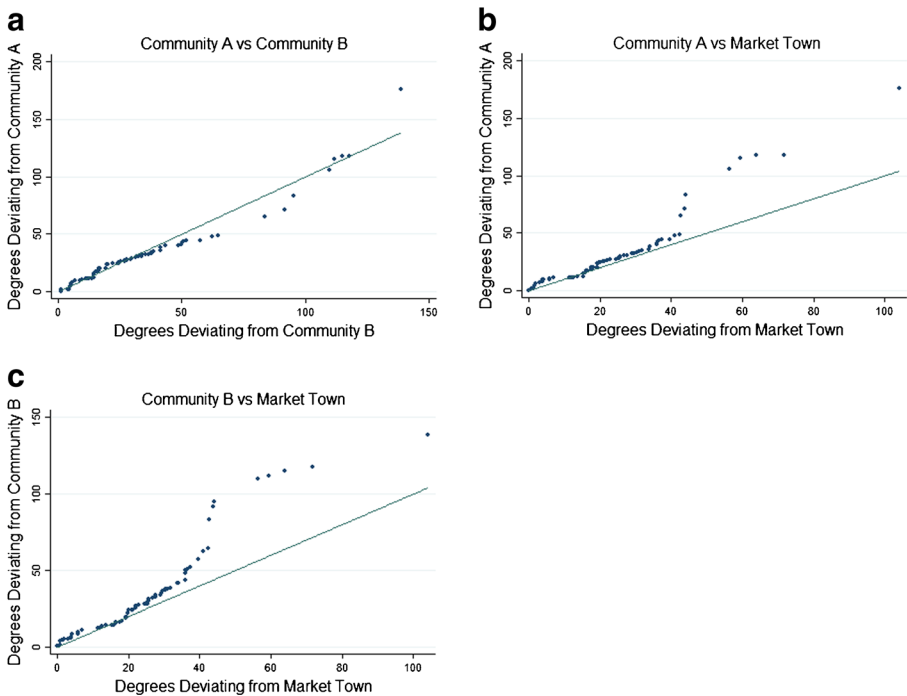 a
Community A vs Community B
Degrees Deviating from Community A
200
150
100
50
0
0 50 100 150
Degrees Deviating from Community B
b
Community A vs Market Town
Degrees Deviating from Community A
200
150
100
50
0
0 20 40 60 80 100
Degrees Deviating from Market Town
c
Community B vs Market Town
Degrees Deviating from Community B
150
100
50
0
0 20 40 60 80 100
Degrees Deviating from Market Town